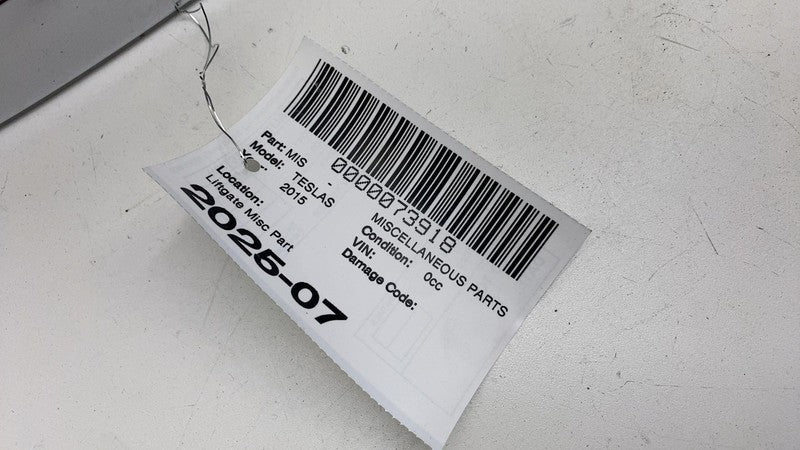 0000073918
Part: MIS - MISCELLANEOUS PARTS
Model: TESLAS Condition: 0cc
2015 VIN:
Location: Damage Code:
Liftgate Misc Part
2025-07